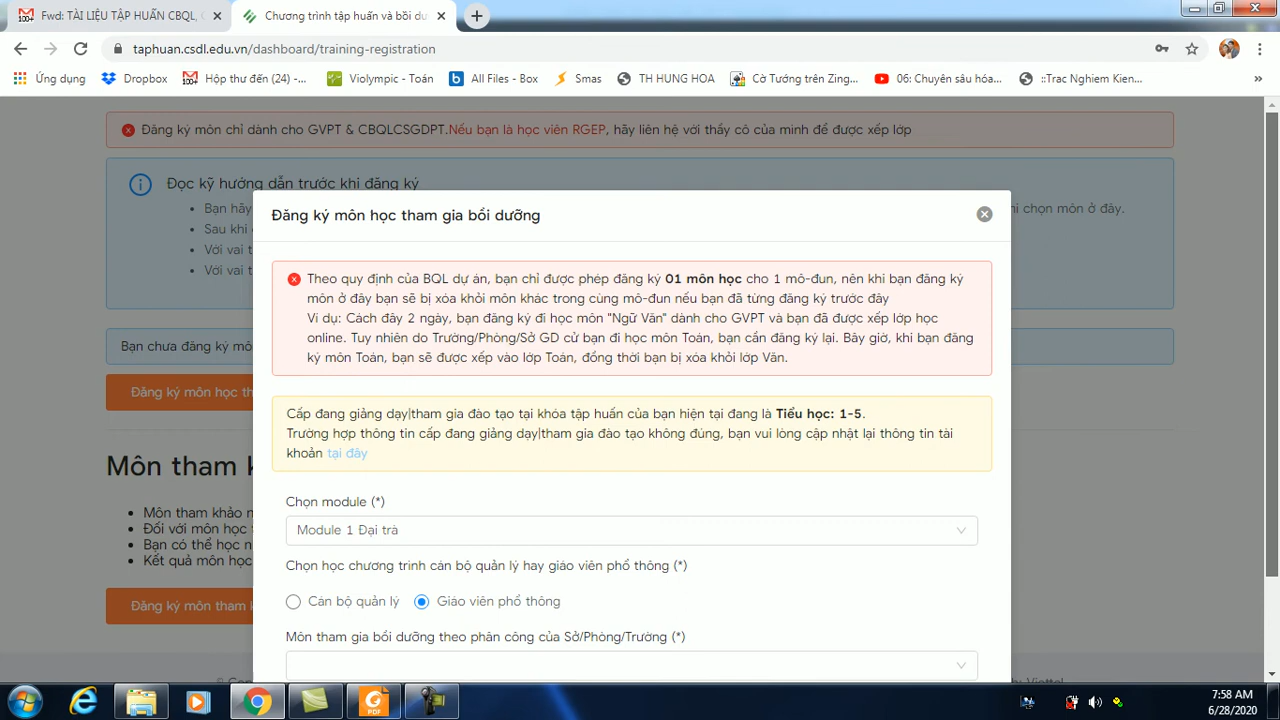 Fwd: TÀI LIỆU TẬP HUẤN CBQL,
Chương trình tập huấn và bồi dư
taphuan.csdl.edu.vn/dashboard/training-registration
Ứng dụng
Dropbox
Hộp thư đến (24) -...
Violympic - Toán
All Files - Box
Smas
TH HUNG HOA
Cờ Tướng trên Zing...
06: Chuyên sâu hóa...
::Trac Nghiem Kien...
»
Đăng ký môn chỉ dành cho GVPT & CBQLCSGDPT.Nếu bạn là học viên RGEP, hãy liên hệ với thầy cô của mình để được xếp lớp
Đọc kỹ hướng dẫn trước khi đăng ký
Bạn hãy
chọn môn ở đây.
Sau khi
Với vai t
Với vai t
Bạn chưa đăng ký mô
Đăng ký môn học th
Môn tham k
Môn tham khảo n
Đối với môn học
Bạn có thể học n
Kết quả môn học
Đăng ký môn tham k
Đăng ký môn học tham gia bồi dưỡng
Theo quy định của BQL dự án, bạn chỉ được phép đăng ký 01 môn học cho 1 mô-đun, nên khi bạn đăng ký
môn ở đây bạn sẽ bị xóa khỏi môn khác trong cùng mô-đun nếu bạn đã từng đăng ký trước đây
Ví dụ: Cách đây 2 ngày, bạn đăng ký đi học môn "Ngữ Văn" dành cho GVPT và bạn đã được xếp lớp học
online. Tuy nhiên do Trường/Phòng/Sở GD cử bạn đi học môn Toán, bạn cần đăng ký lại. Bây giờ, khi bạn đăng
ký môn Toán, bạn sẽ được xếp vào lớp Toán, đồng thời bạn bị xóa khỏi lớp Văn.
Cấp đang giảng dạy|tham gia đào tạo tại khóa tập huấn của bạn hiện tại đang là Tiểu học: 1-5.
Trường hợp thông tin cấp đang giảng dạy|tham gia đào tạo không đúng, bạn vui lòng cập nhật lại thông tin tài
khoản tại đây
Chọn module (*)
Module 1 Đại trà
Chọn học chương trình cán bộ quản lý hay giáo viên phổ thông (*)
Cán bộ quản lý
Giáo viên phổ thông
Môn tham gia bồi dưỡng theo phân công của Sở/Phòng/Trường (*)
7:58 AM
6/28/2020